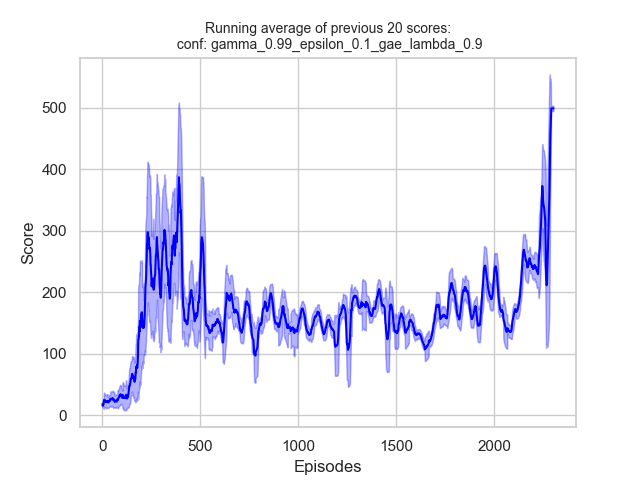 Running average of previous 20 scores:
conf: gamma_0.99_epsilon_0.1_gae_lambda_0.9
500
400
300
200
100
0
Score
0
500
1000
1500
2000
Episodes